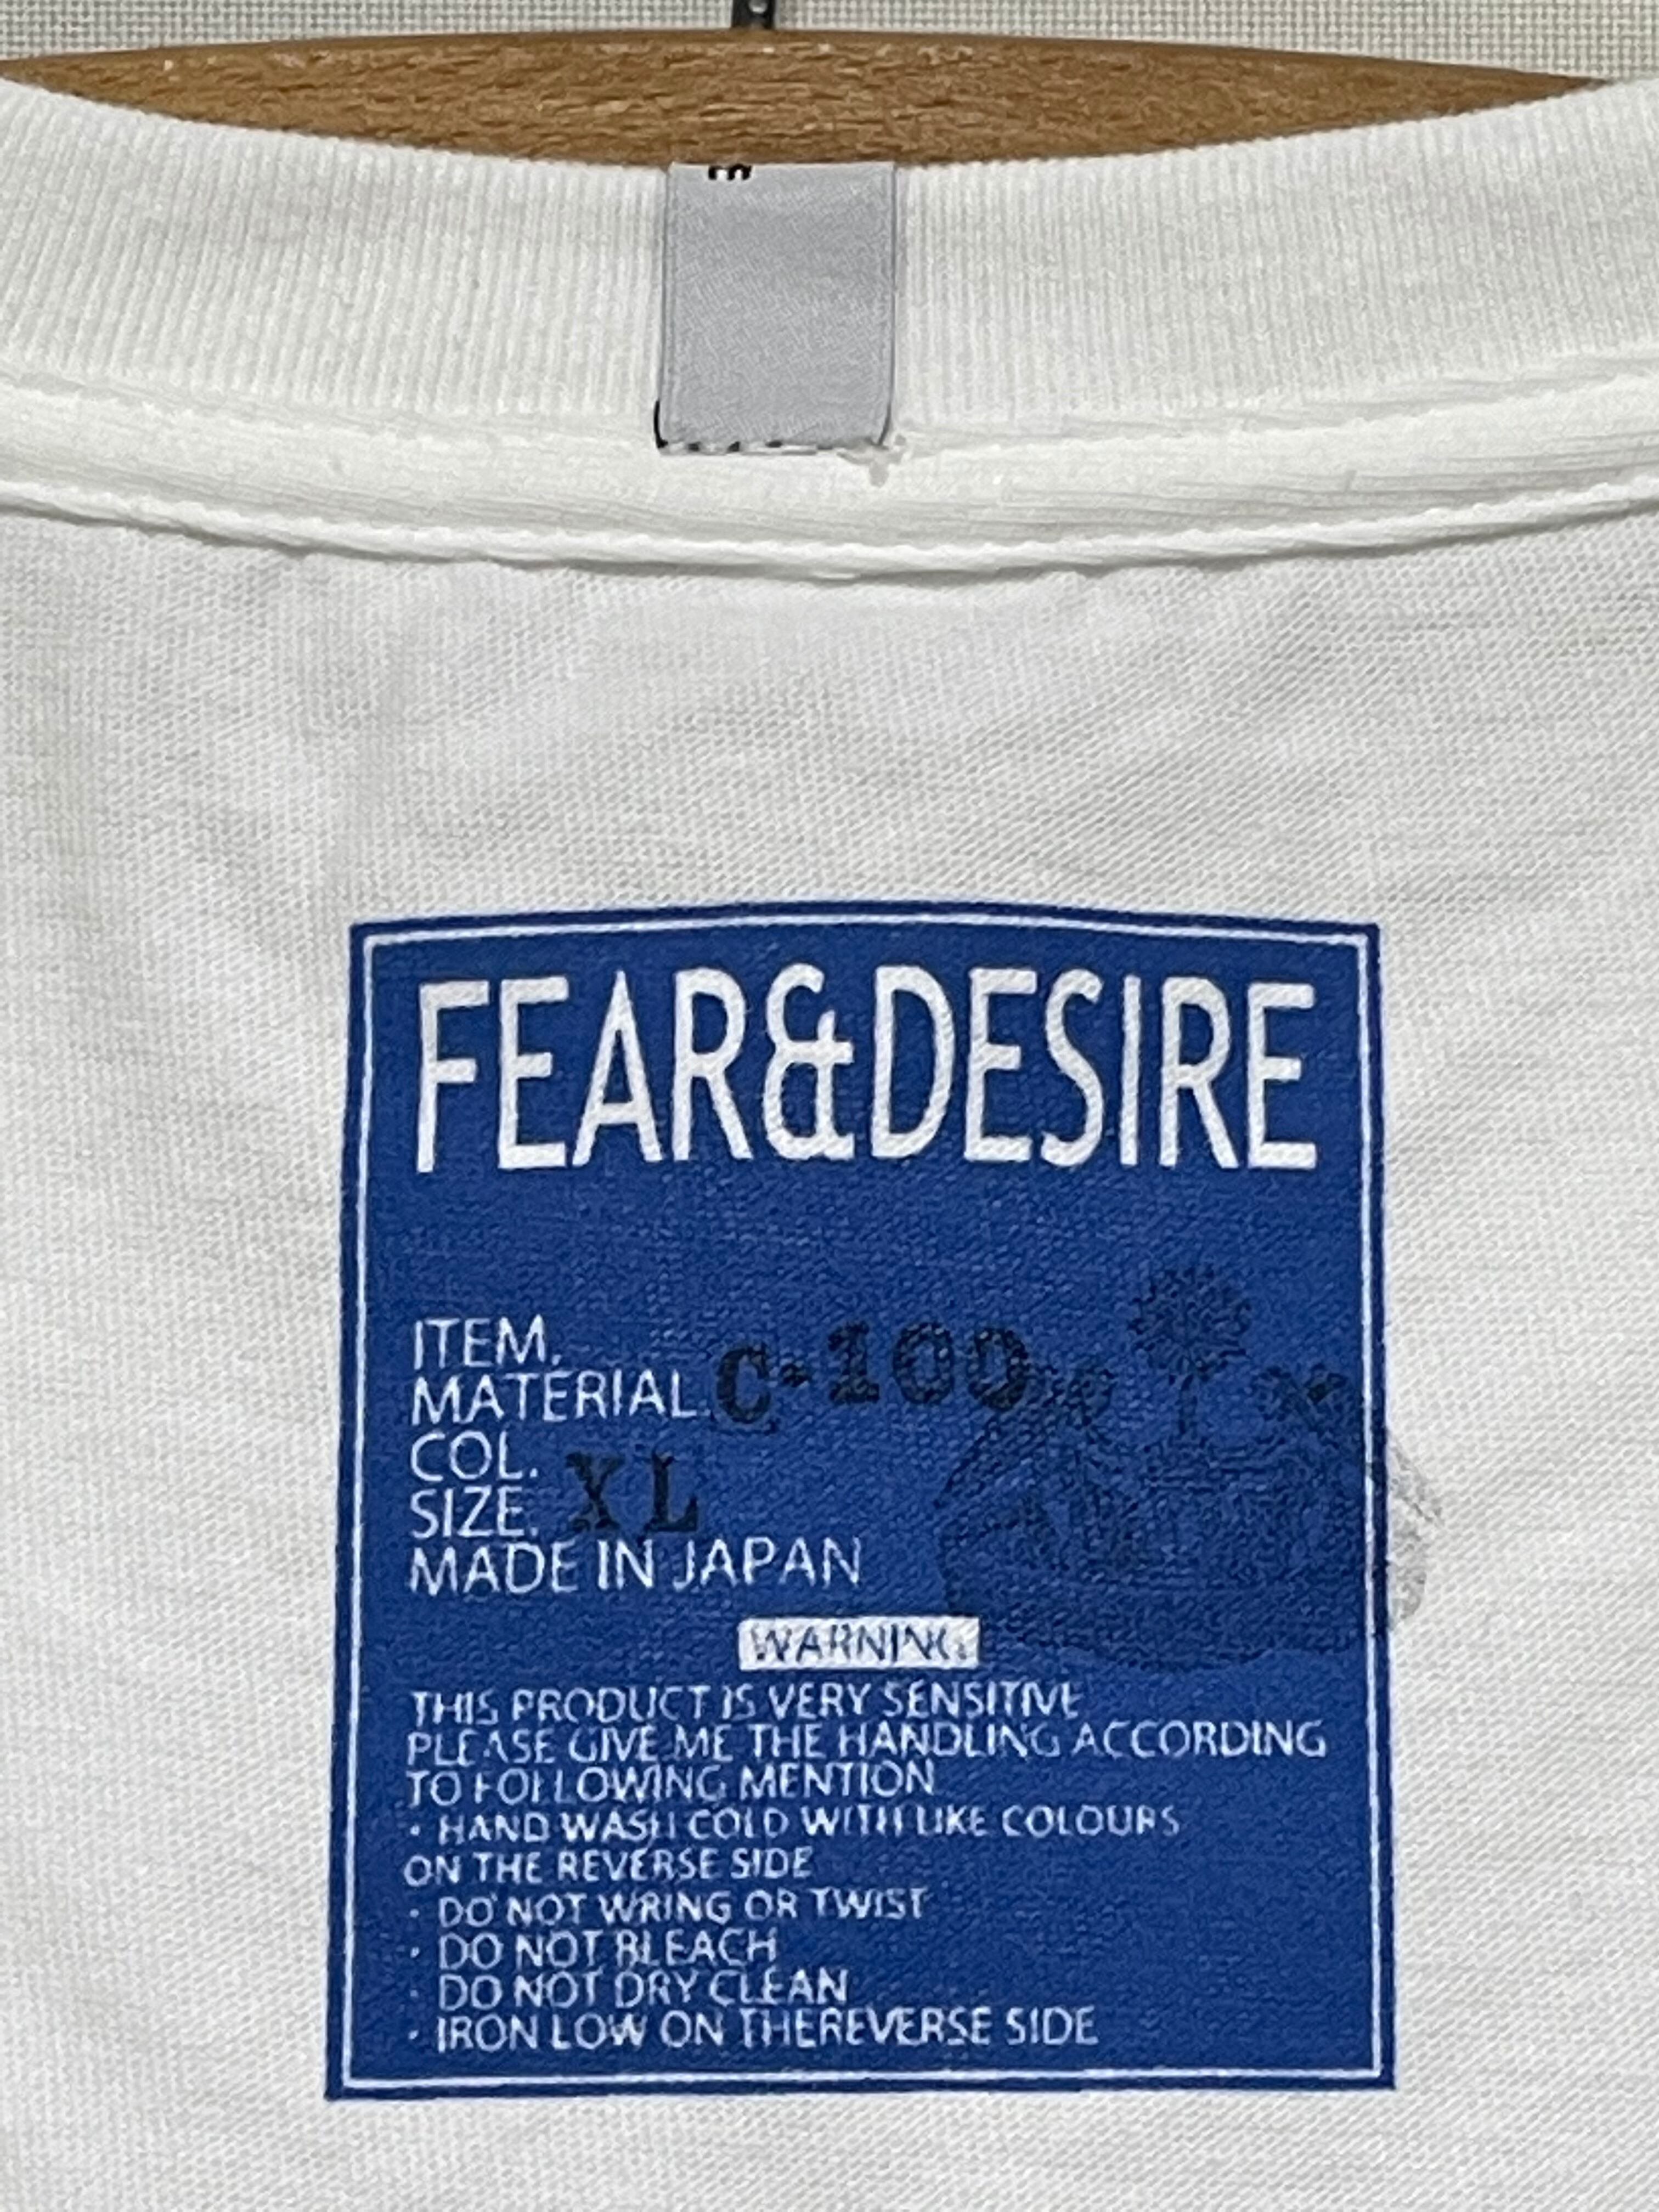 FEAR&DESIRE
ITEM.
MATERIAL. C-100
COL.
SIZE. XL
MADE IN JAPAN
WARNING
THIS PRODUCT IS VERY SENSITIVE
PLEASE GIVE ME THE HANDLING ACCORDING
TO FOLLOWING MENTION
· HAND WASH COLD WITH LIKE COLOURS
ON THE REVERSE SIDE
· DO NOT WRING OR TWIST
· DO NOT BLEACH
· DO NOT DRY CLEAN
· IRON LOW ON THEREVERSE SIDE